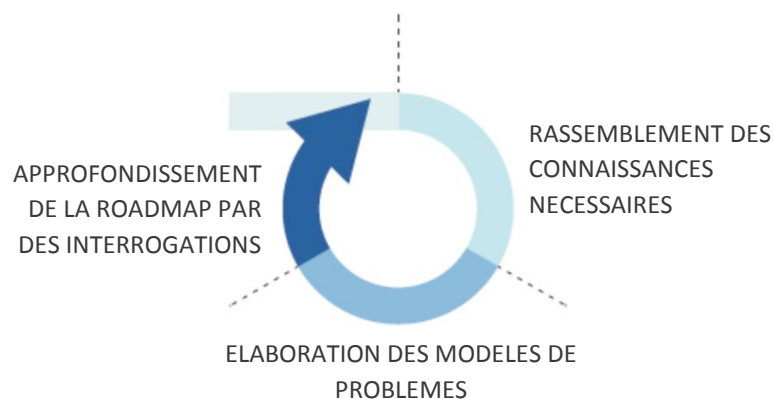 RASSEMBLEMENT DES
CONNAISSANCES
NECESSAIRES
ELABORATION DES MODELES DE
PROBLEMES
APPROFONDISSEMENT
DE LA ROADMAP PAR
DES INTERROGATIONS